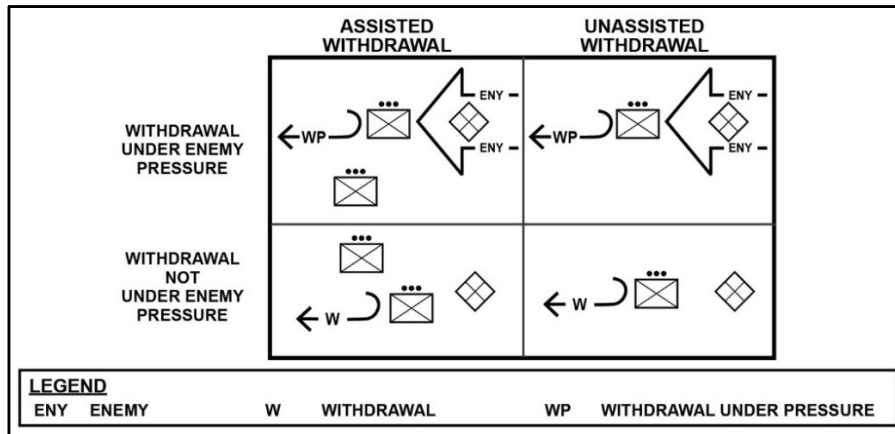 ASSISTED
WITHDRAWAL
UNASSISTED
WITHDRAWAL
WITHDRAWAL
UNDER ENEMY
PRESSURE
ENY
WP
ENY
ENY
WP
ENY
WITHDRAWAL
NOT
UNDER ENEMY
PRESSURE
W
W
LEGEND
ENY ENEMY W WITHDRAWAL WP WITHDRAWAL UNDER PRESSURE